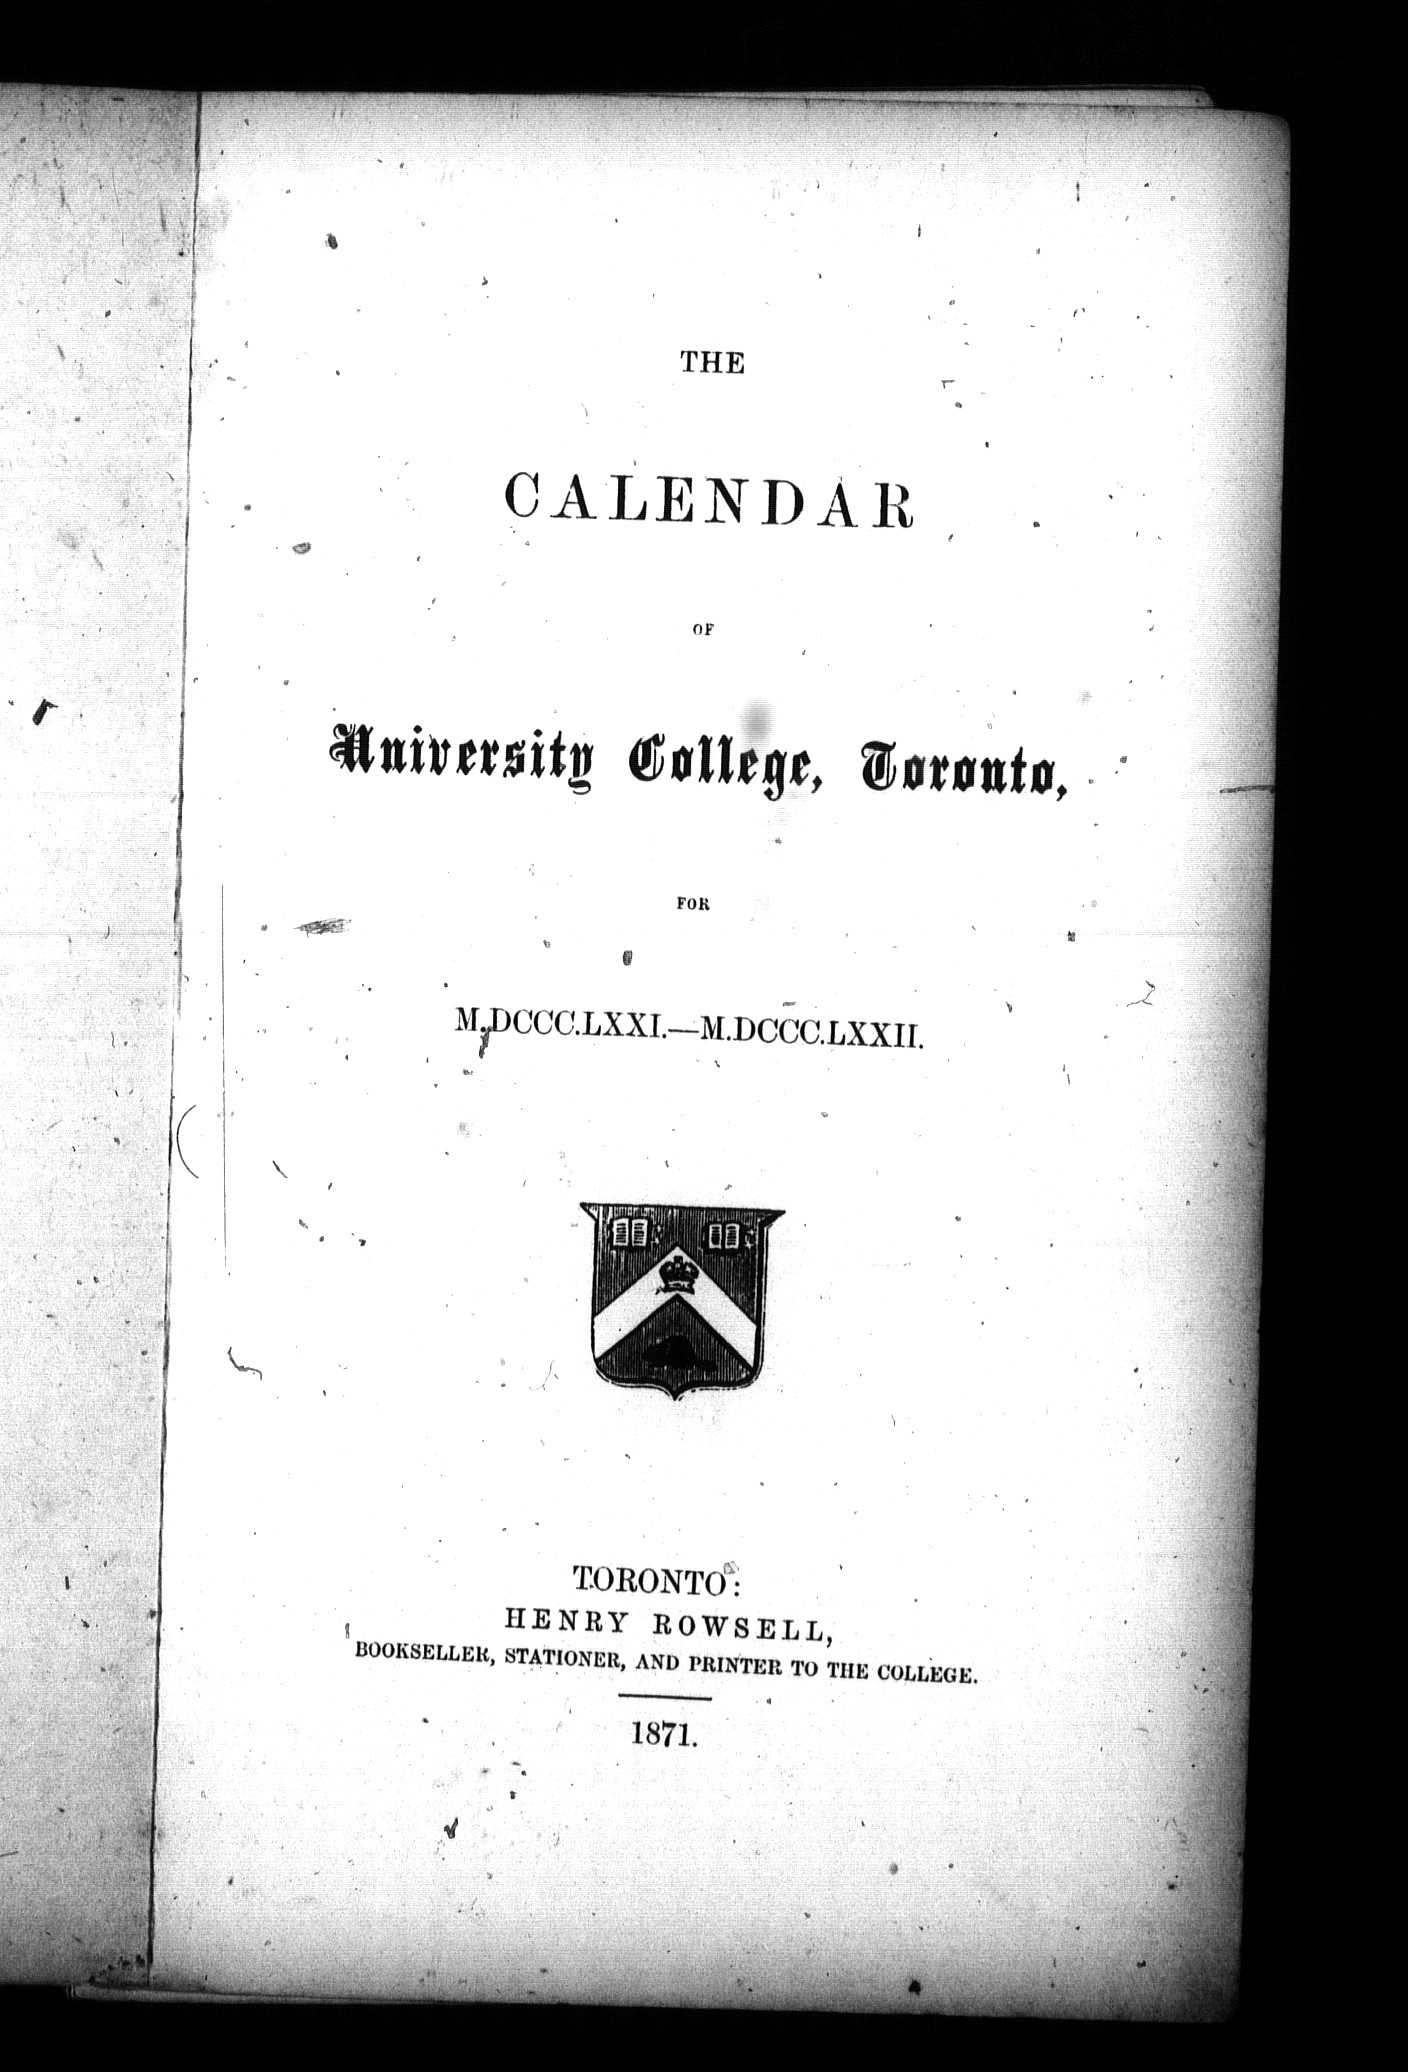 THE
CALENDAR
OF
University College, Toronto,
FOR
M.DCCC.LXXI.—M.DCCC.LXXII.
TORONTO:
HENRY ROWSELL,
BOOKSELLER, STATIONER, AND PRINTER TO THE COLLEGE.
1871.